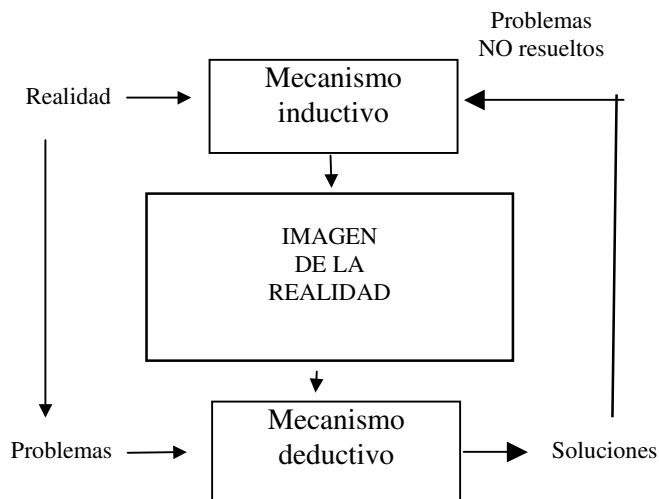 Problemas
NO resueltos
Realidad
Mecanismo
inductivo
IMAGEN
DE LA
REALIDAD
Problemas
Mecanismo
deductivo
Soluciones